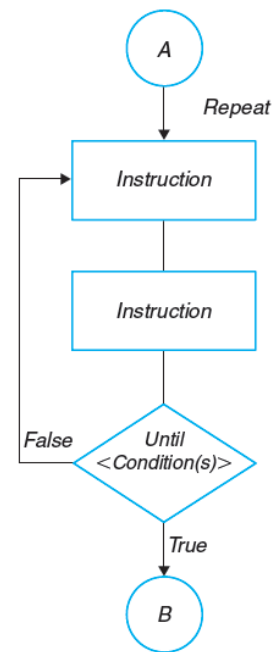 A
Repeat
Instruction
Instruction
Until
<Condition(s)>
False
True
B